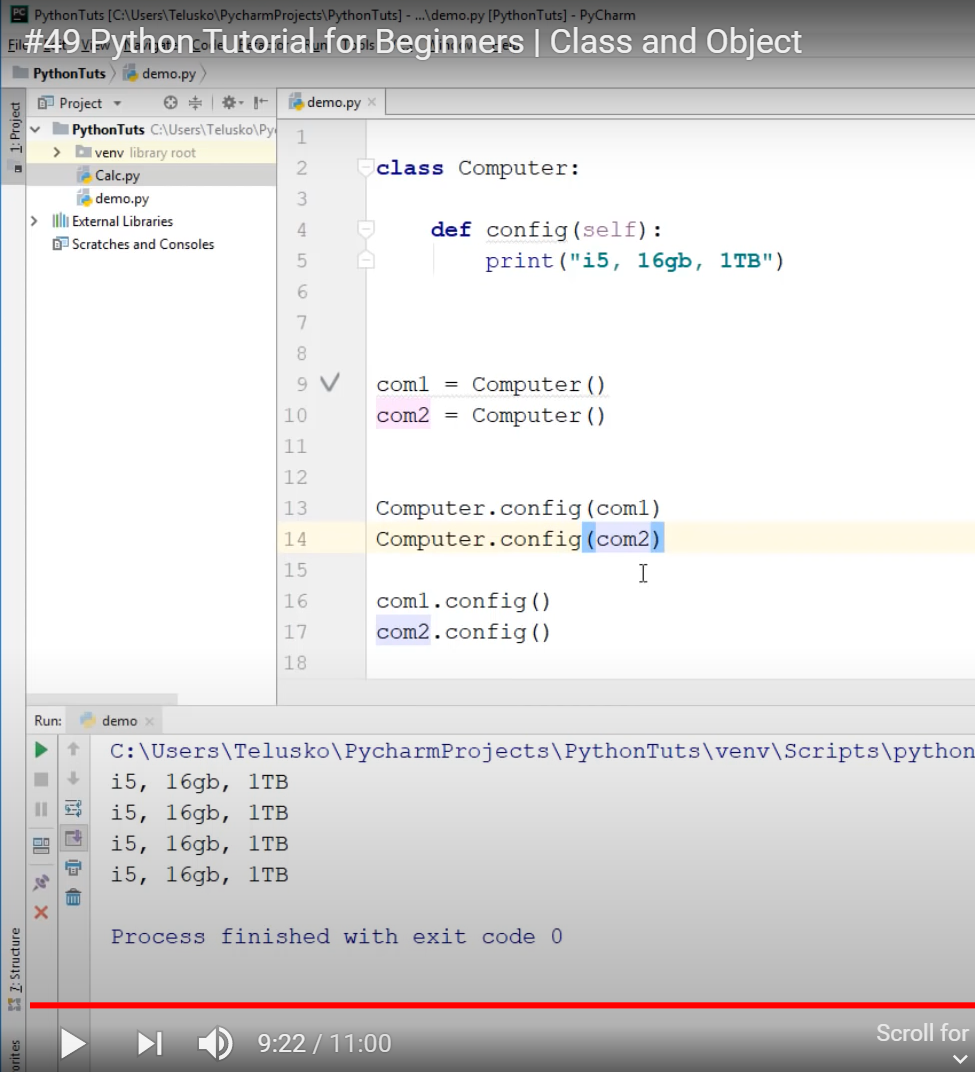 PythonTuts [C:\Users\Telusko\PycharmProjects\PythonTuts] - ...\demo.py [PythonTuts] - PyCharm
#49 Python Tutorial for Beginners | Class and Object
PythonTuts demo.py
1: Project
Project
demo.py
PythonTuts C:\Users\Telusko\Py
venv library root
Calc.py
demo.py
External Libraries
Scratches and Consoles
1
2 class Computer:
3
4 def config(self):
5 print("i5, 16gb, 1TB")
6
7
8
9 com1 = Computer()
10 com2 = Computer()
11
12
13 Computer.config(com1)
14 Computer.config(com2)
15
16 com1.config()
17 com2.config()
18
Run: demo
C:\Users\Telusko\PycharmProjects\PythonTuts\venv\Scripts\python
i5, 16gb, 1TB
i5, 16gb, 1TB
i5, 16gb, 1TB
i5, 16gb, 1TB
Process finished with exit code 0
7: Structure
orites
9:22 / 11:00
Scroll for